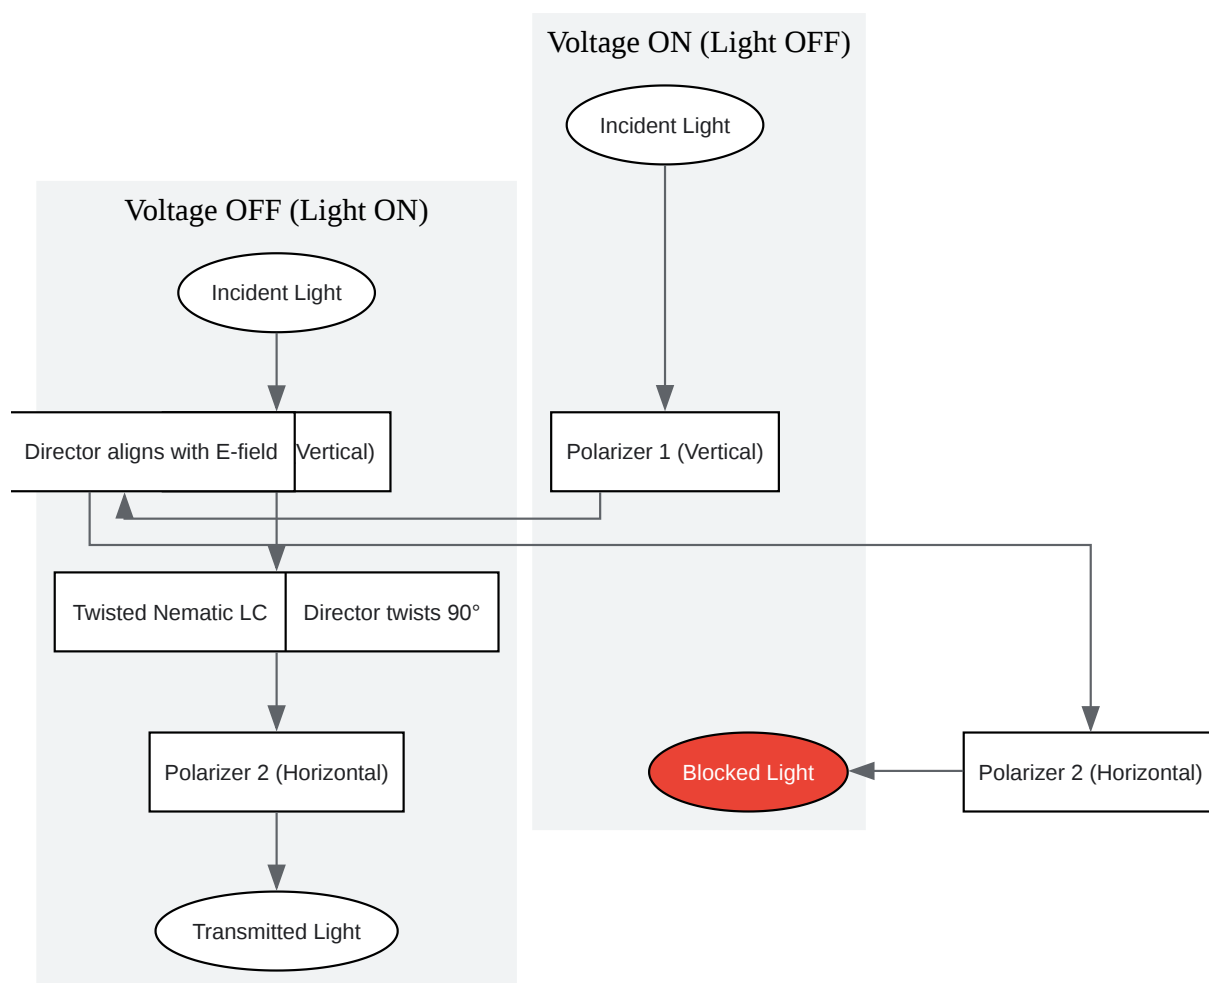 Voltage ON (Light OFF)
Incident Light
Voltage OFF (Light ON)
Incident Light
Director aligns with E-field
Vertical)
Polarizer 1 (Vertical)
Twisted Nematic LC
Director twists 90°
Polarizer 2 (Horizontal)
Blocked Light
Polarizer 2 (Horizontal)
Transmitted Light